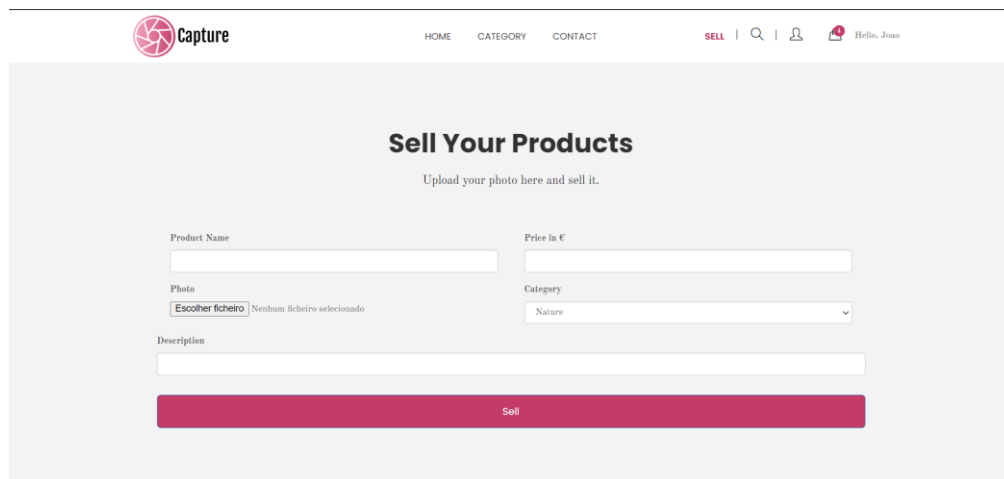 Capture
HOME CATEGORY CONTACT SELL | | 4 Hello, Joao
Sell Your Products
Upload your photo here and sell it.
Product Name Price in €
Photo Category
Escolher ficheiro Nenhum ficheiro selecionado Nature
Description
Sell